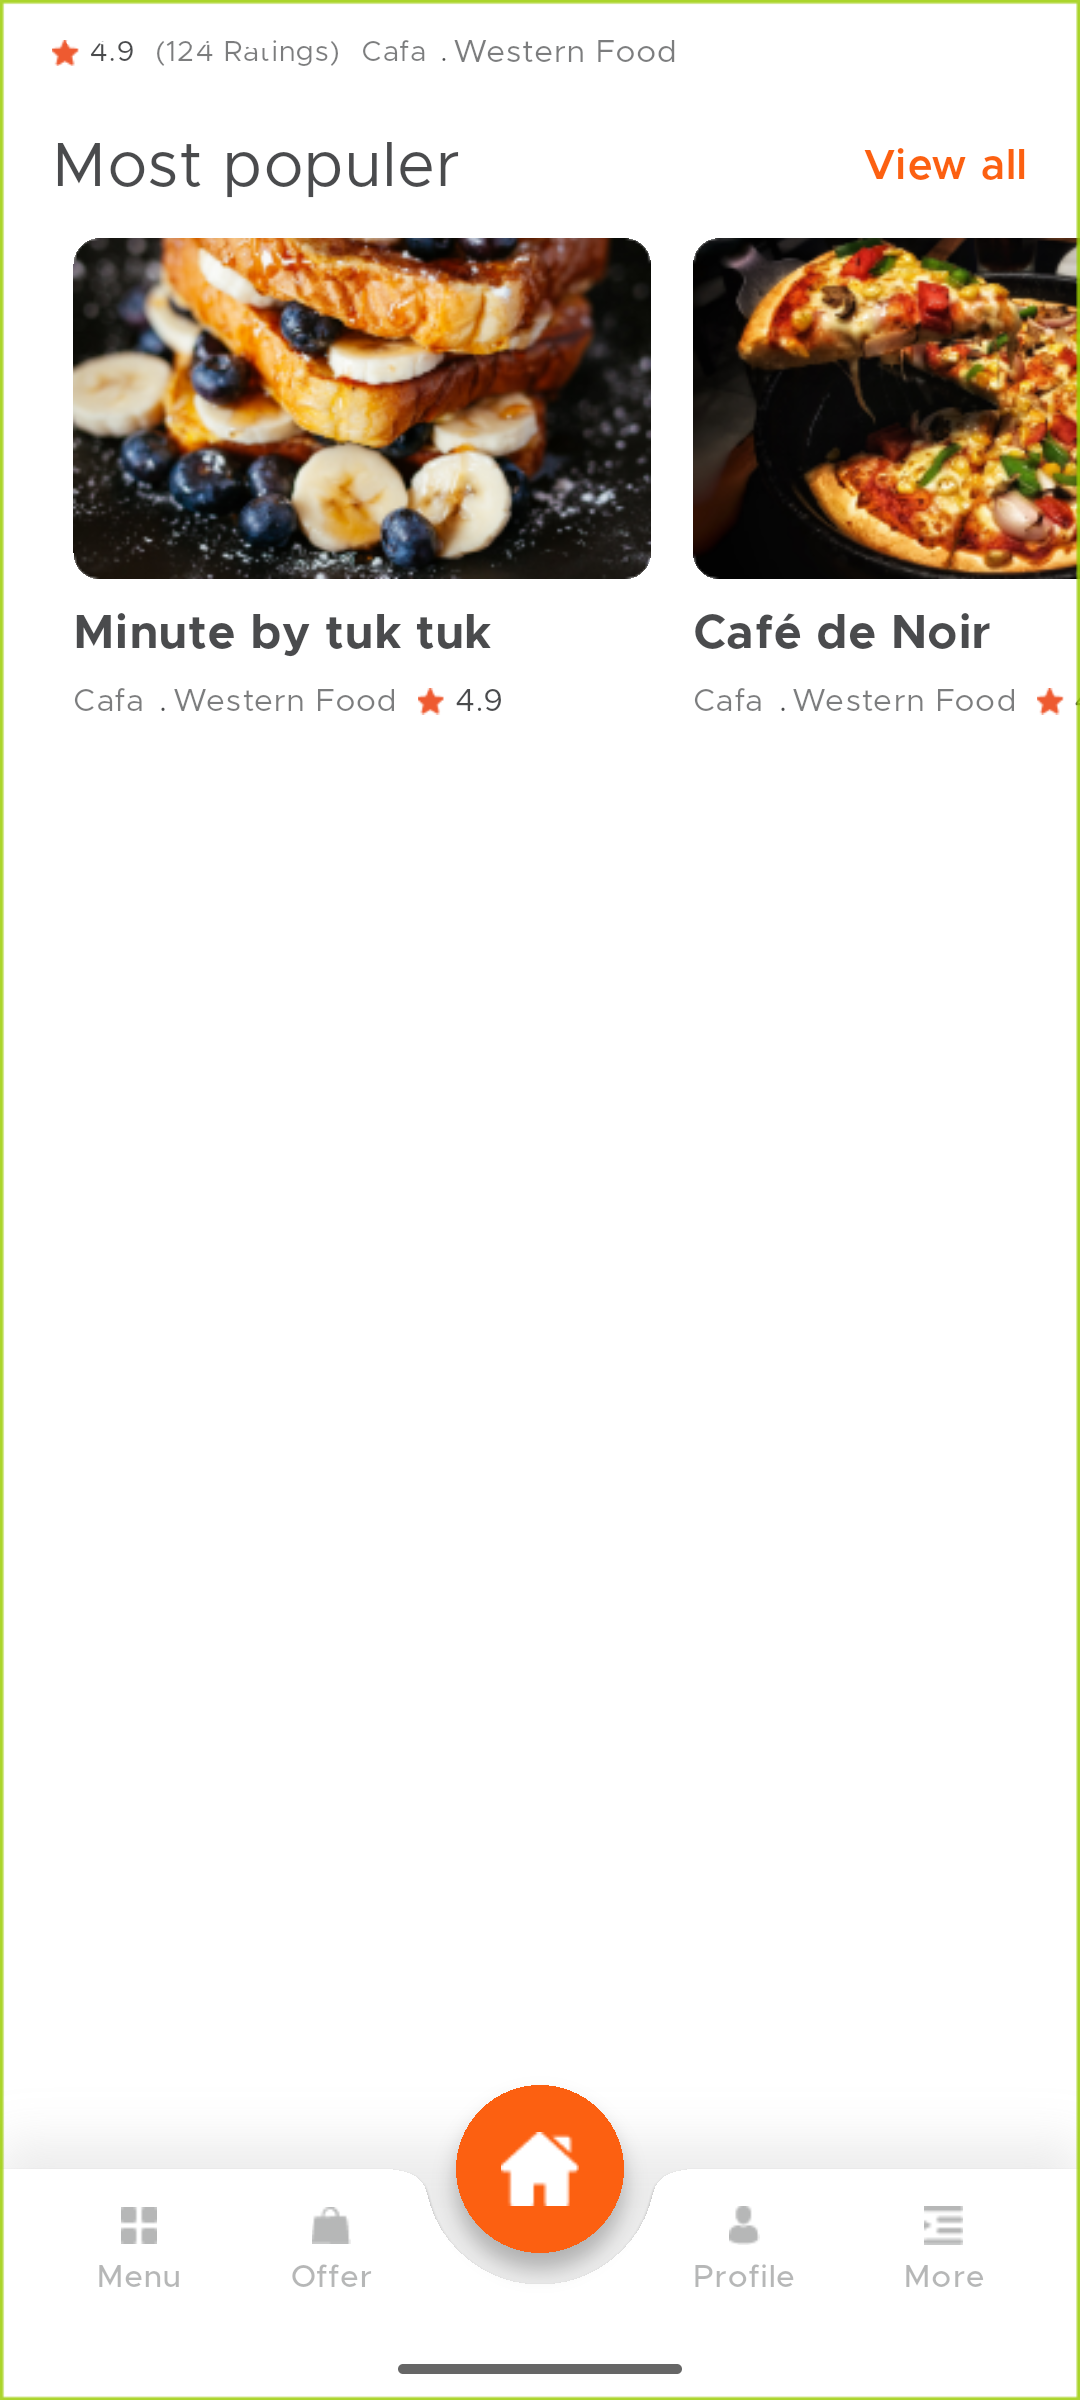 4.9 (124 Ratings) Cafa . Western Food
Most populer
View all
Minute by tuk tuk
Café de Noir
Cafa . Western Food 4.9
Cafa . Western Food
Menu
Offer
Profile
More